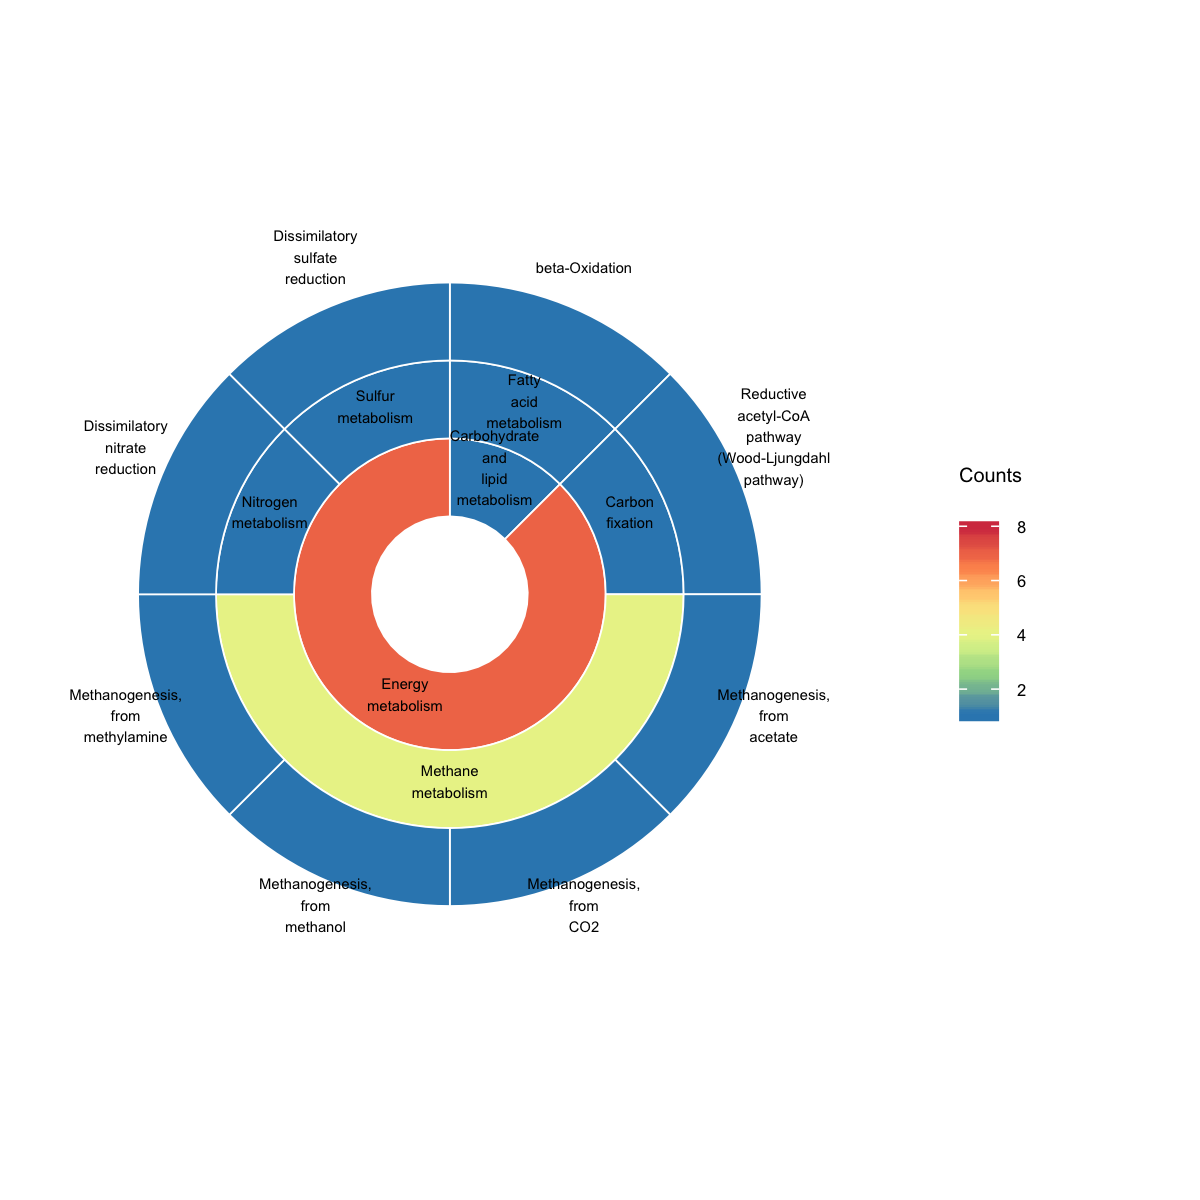 Dissimilatory
sulfate
reduction
beta-Oxidation
Fatty
acid
metabolism
Sulfur
metabolism
Reductive
acetyl-CoA
pathway
(Wood-Ljungdahl
pathway)
Dissimilatory
nitrate
reduction
Carbohydrate
and
lipid
metabolism
Nitrogen
metabolism
Carbon
fixation
Energy
metabolism
Methanogenesis,
from
methylamine
Methanogenesis,
from
acetate
Methane
metabolism
Methanogenesis,
from
methanol
Methanogenesis,
from
CO2
Counts
8
6
4
2